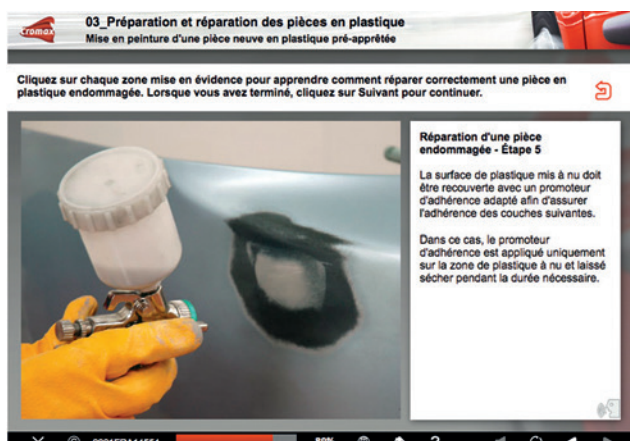 Cromax
03_Préparation et réparation des pièces en plastique
Mise en peinture d'une pièce neuve en plastique pré-apprêtée
Cliquez sur chaque zone mise en évidence pour apprendre comment réparer correctement une pièce en
plastique endommagée. Lorsque vous avez terminé, cliquez sur Suivant pour continuer.
Réparation d'une pièce
endommagée - Étape 5
La surface de plastique mis à nu doit
être recouverte avec un promoteur
d'adhérence adapté afin d'assurer
l'adhérence des couches suivantes.
Dans ce cas, le promoteur
d'adhérence est appliqué uniquement
sur la zone de plastique à nu et laissé
sécher pendant la durée nécessaire.